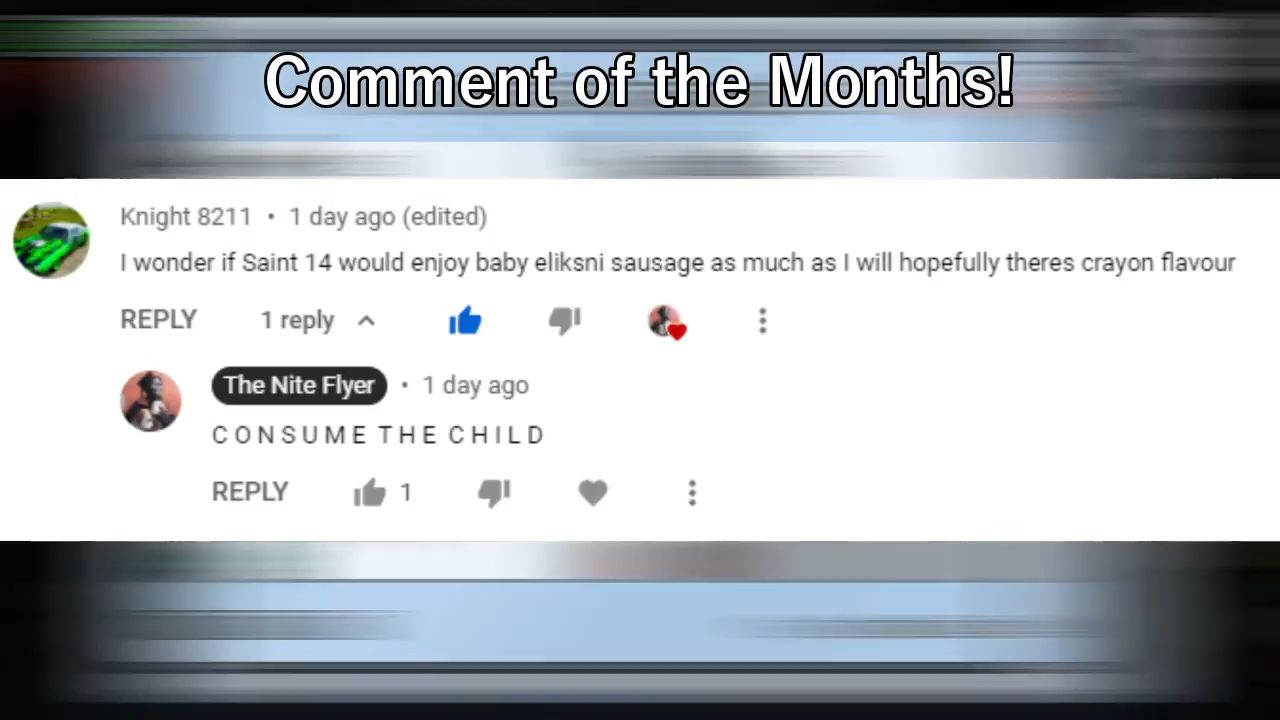 Comment of the Months!
Knight 8211 • 1 day ago (edited)
I wonder if Saint 14 would enjoy baby eliksni sausage as much as I will hopefully theres crayon flavour
REPLY 1 reply
The Nite Flyer • 1 day ago
C O N S U M E T H E C H I L D
REPLY 1